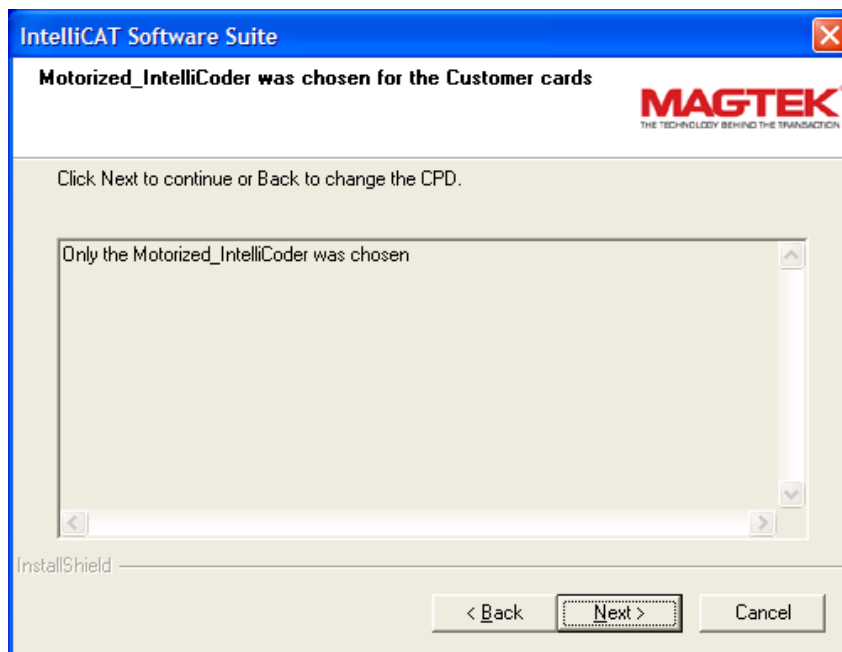 IntelliCAT Software Suite
Motorized_IntelliCoder was chosen for the Customer cards
MAGTEK
THE TECHNOLOGY BEHIND THE TRANSACTION
Click Next to continue or Back to change the CPD.
Only the Motorized_IntelliCoder was chosen
InstallShield
< Back
Next >
Cancel